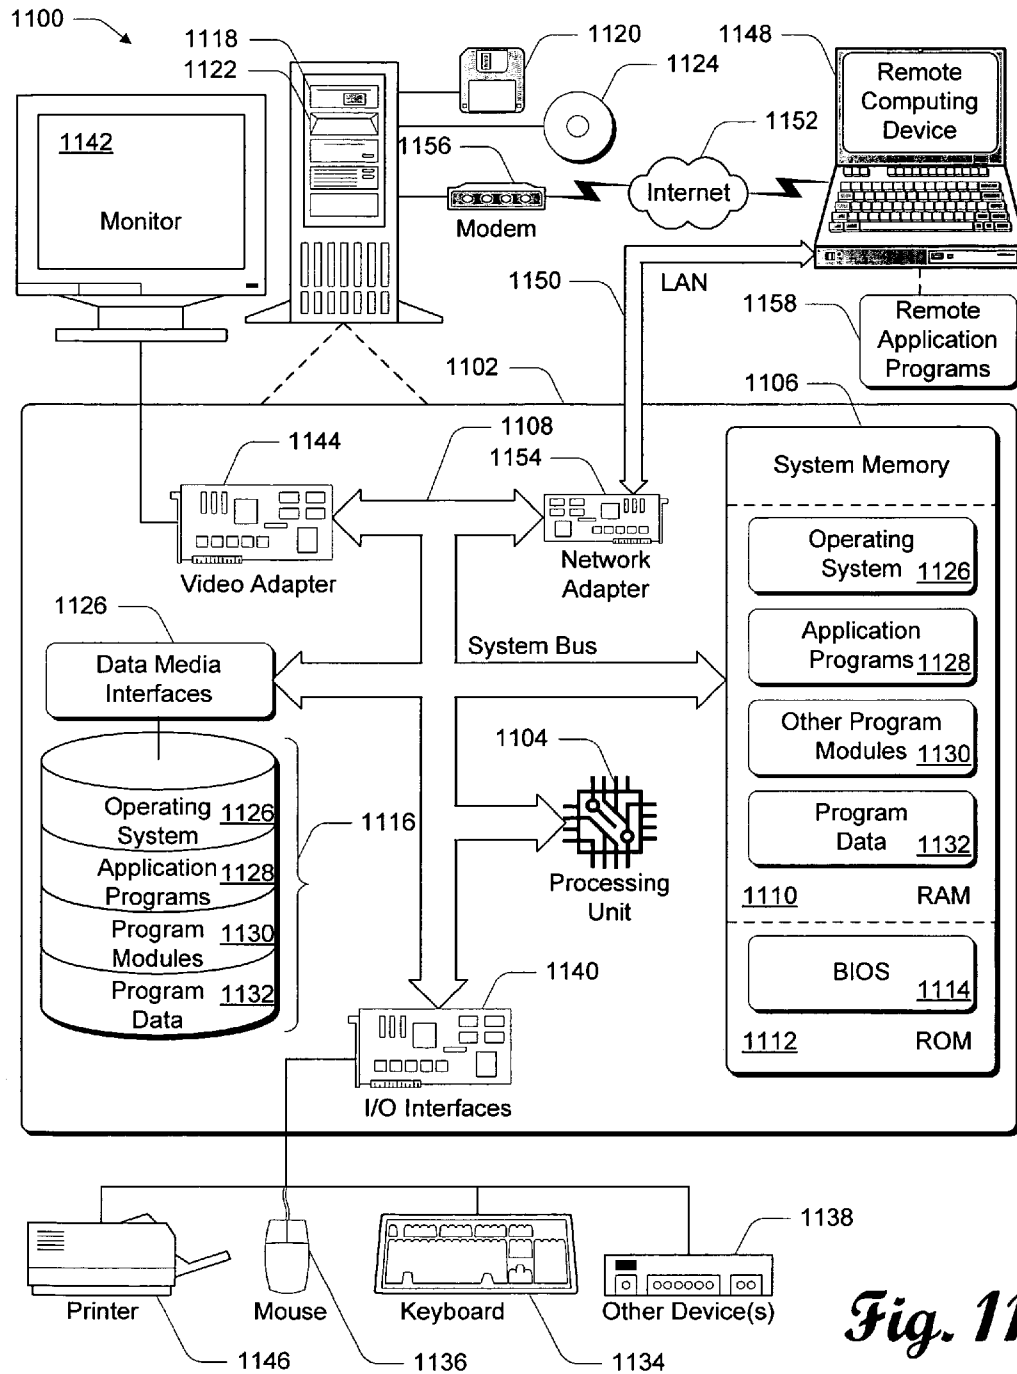 1100
1118
1122
1120
1124
1148
Remote
Computing
Device
1142
Monitor
1156
Modem
1152
Internet
1150
LAN
1158
Remote
Application
Programs
1102
1106
1144
1108
1154
Video Adapter
Network
Adapter
System Memory
Operating
System 1126
Application
Programs 1128
Other Program
Modules 1130
Program
Data 1132
1110 RAM
BIOS
1114
1112 ROM
1126
Data Media
Interfaces
System Bus
1104
Processing
Unit
Operating
System 1126
Application
Programs 1128
Program
Modules 1130
Program
Data 1132
1116
1140
I/O Interfaces
1138
Printer
Mouse
Keyboard
Other Device(s)
1146
1136
1134
Fig. 11